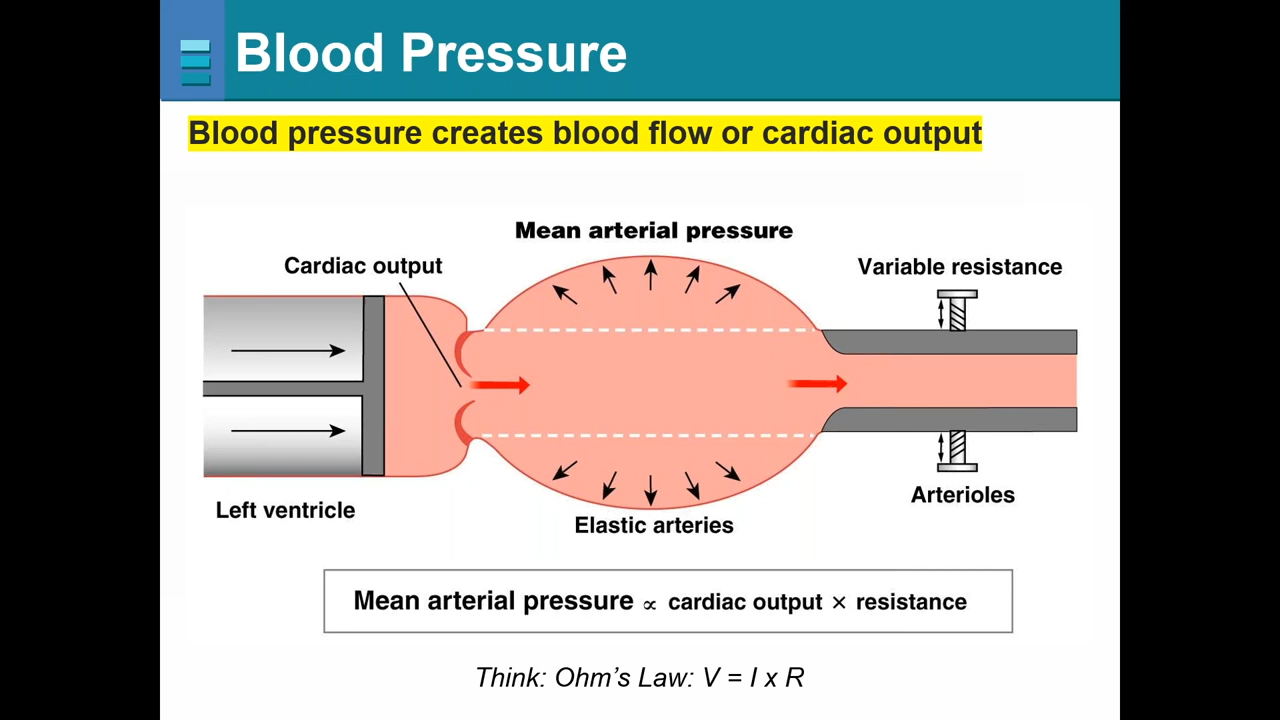 Blood Pressure
Blood pressure creates blood flow or cardiac output
Mean arterial pressure
Cardiac output
Variable resistance
Left ventricle
Elastic arteries
Arterioles
Mean arterial pressure ∝ cardiac output × resistance
Think: Ohm's Law: V = I x R